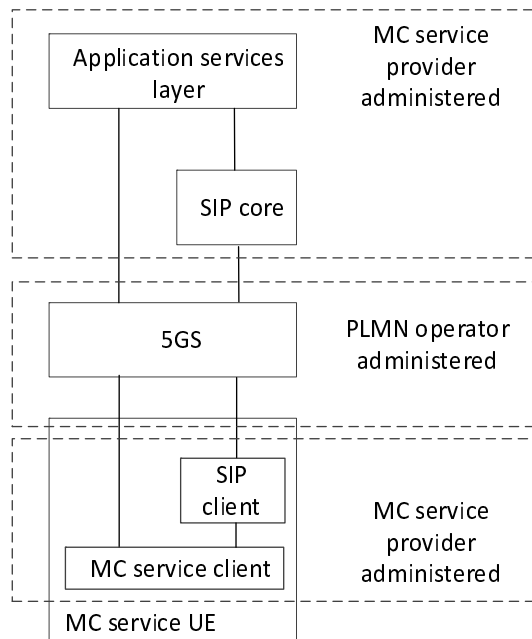 Application services
layer
MC service
provider
administered
SIP core
5GS
PLMN operator
administered
SIP
client
MC service client
MC service
provider
administered
MC service UE